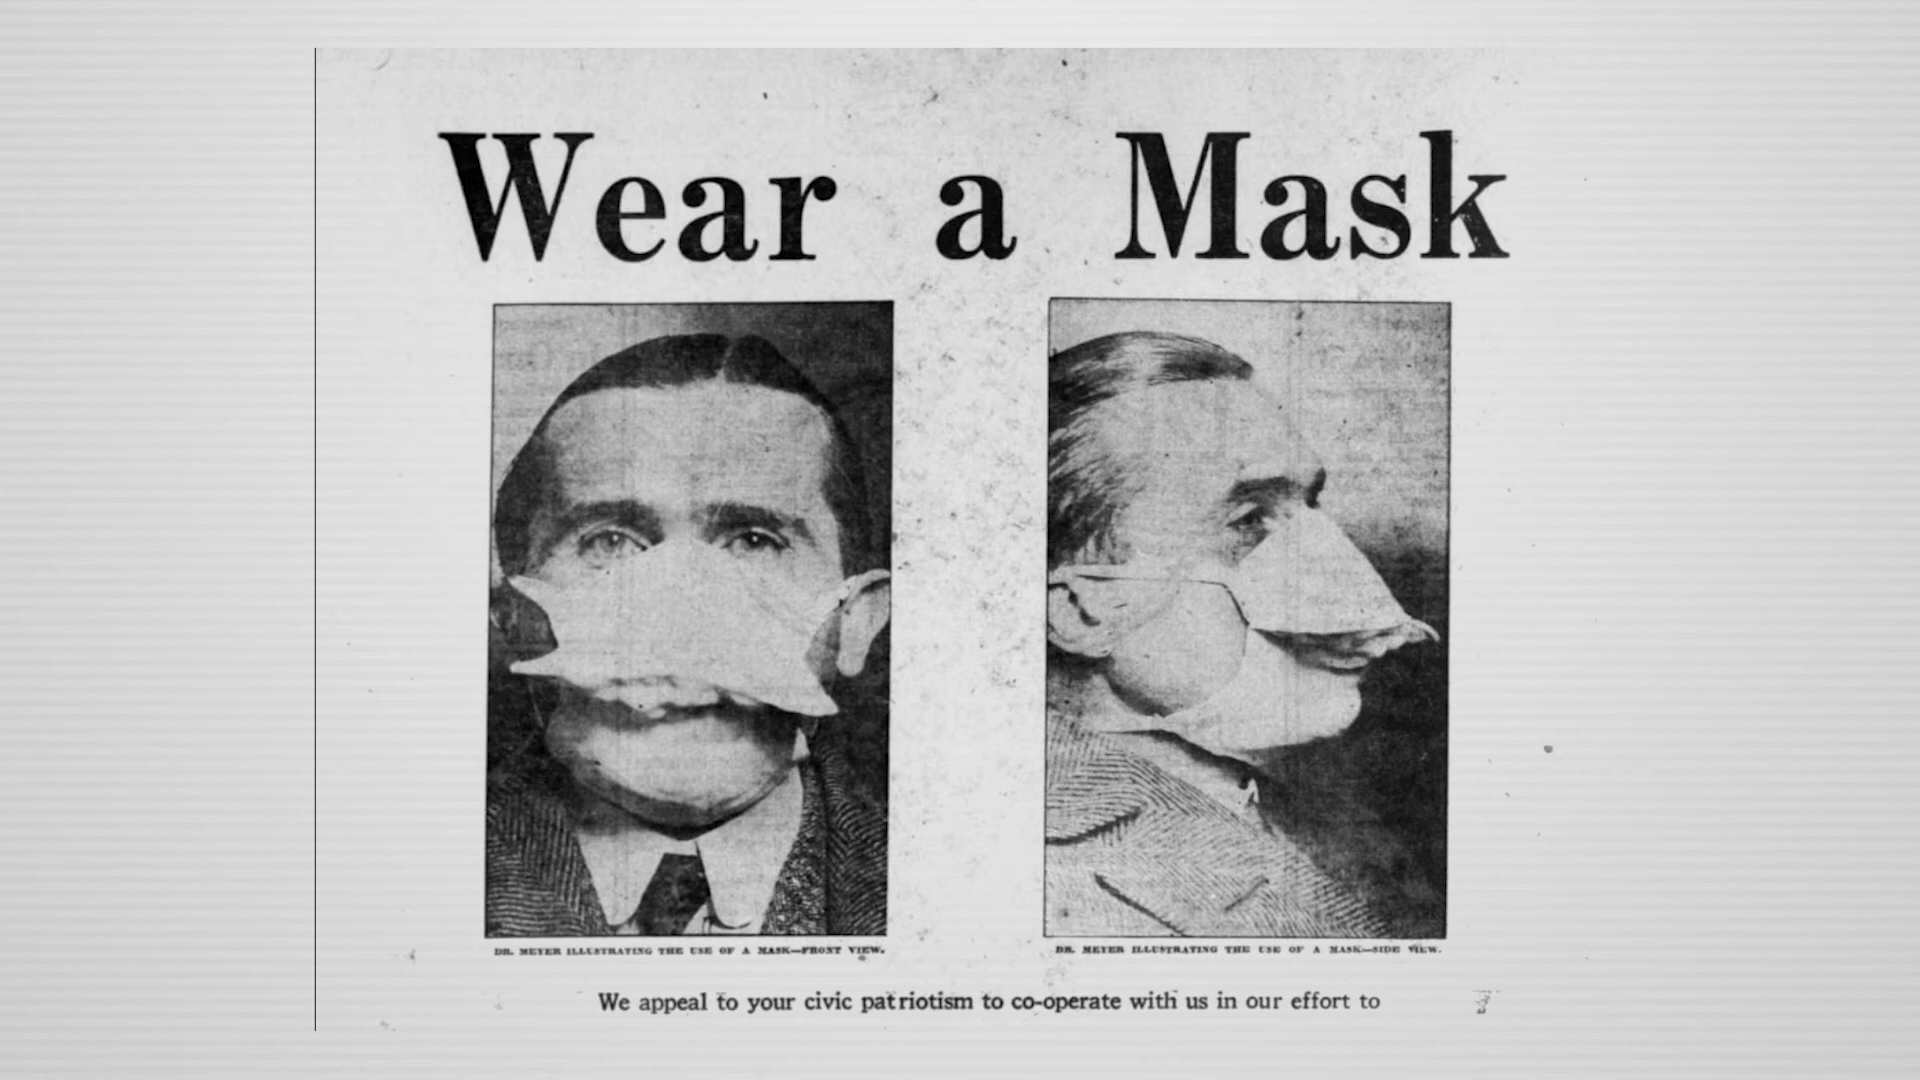 Wear a Mask
DR. MEYER ILLUSTRATING THE USE OF A MASK—FRONT VIEW.
DR. MEYER ILLUSTRATING THE USE OF A MASK—SIDE VIEW.
We appeal to your civic patriotism to co-operate with us in our effort to